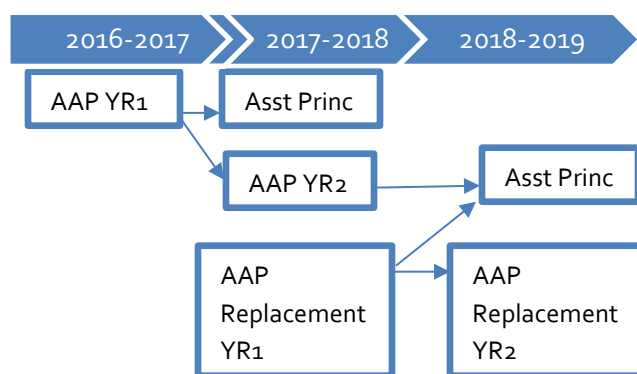 2016-2017
2017-2018
2018-2019
AAP YR1
Asst Princ
AAP YR2
Asst Princ
AAP
Replacement
YR1
AAP
Replacement
YR2